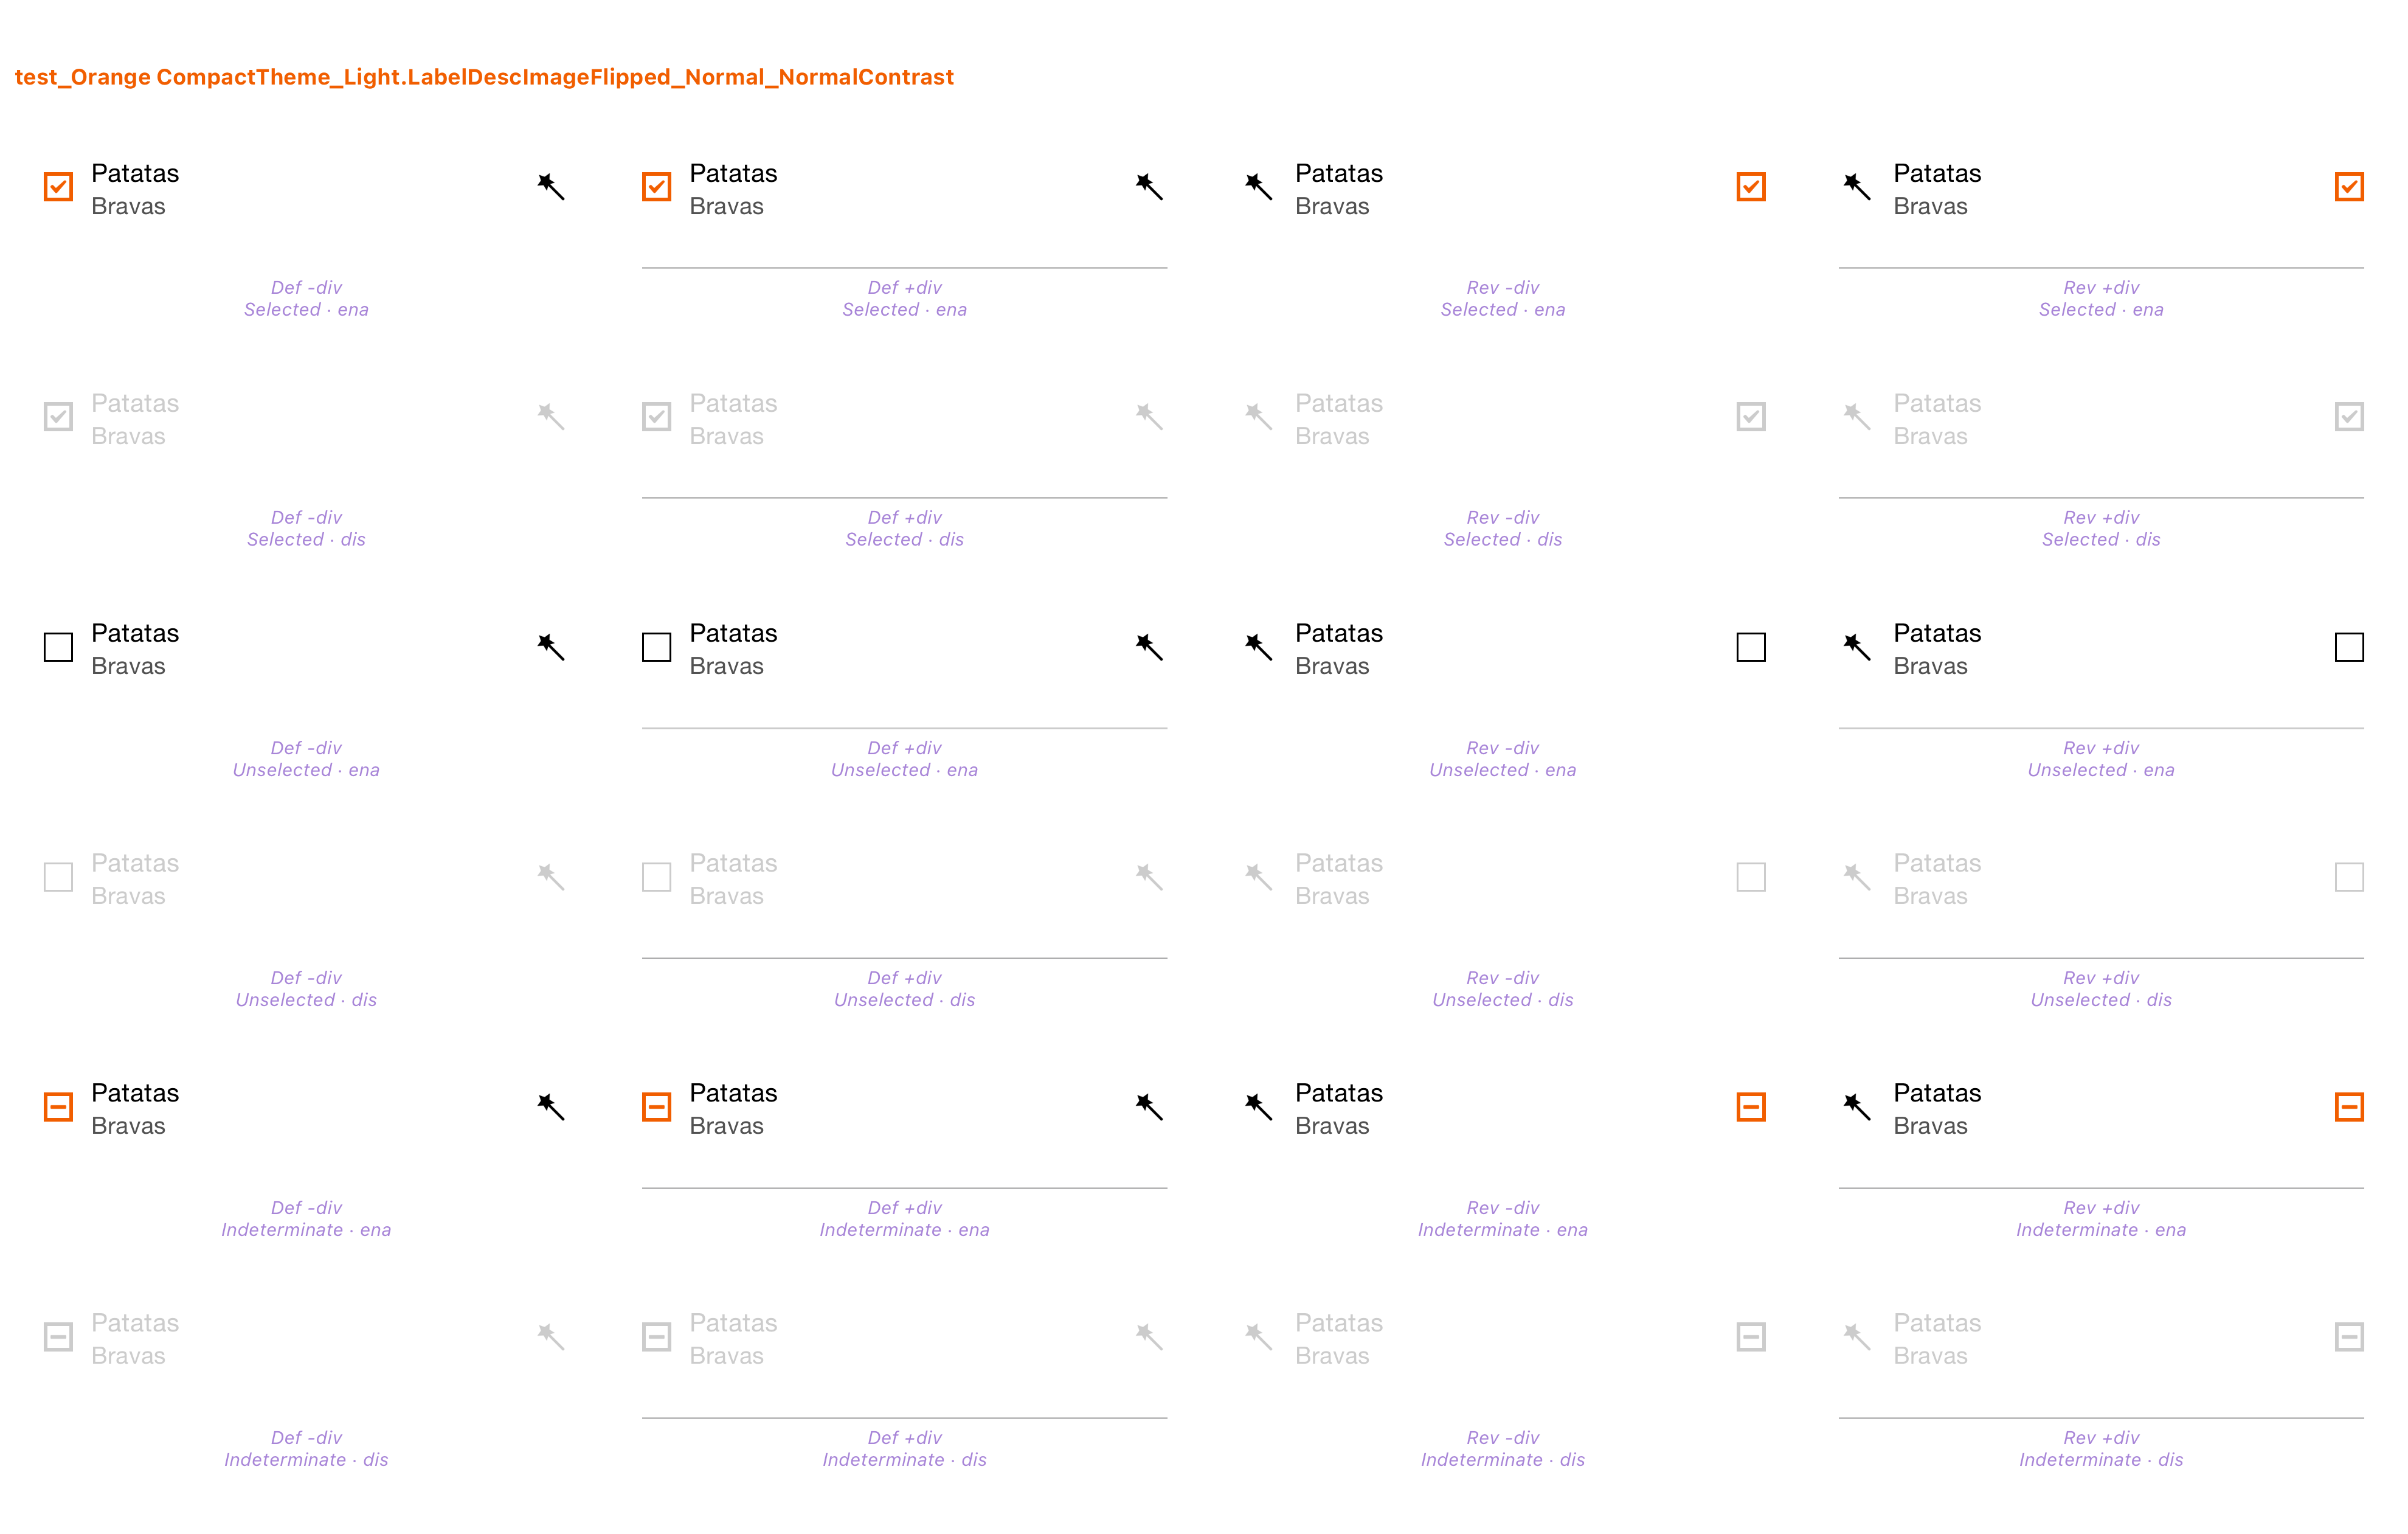 test_Orange CompactTheme_Light.LabelDescImageFlipped_Normal_NormalContrast
Patatas Patatas Patatas Patatas
Bravas Bravas Bravas Bravas
Def -div Def +div Rev -div Rev +div
Selected · ena Selected · ena Selected · ena Selected · ena
Patatas Patatas Patatas Patatas
Bravas Bravas Bravas Bravas
Def -div Def +div Rev -div Rev +div
Selected · dis Selected · dis Selected · dis Selected · dis
Patatas Patatas Patatas Patatas
Bravas Bravas Bravas Bravas
Def -div Def +div Rev -div Rev +div
Unselected · ena Unselected · ena Unselected · ena Unselected · ena
Patatas Patatas Patatas Patatas
Bravas Bravas Bravas Bravas
Def -div Def +div Rev -div Rev +div
Unselected · dis Unselected · dis Unselected · dis Unselected · dis
Patatas Patatas Patatas Patatas
Bravas Bravas Bravas Bravas
Def -div Def +div Rev -div Rev +div
Indeterminate · ena Indeterminate · ena Indeterminate · ena Indeterminate · ena
Patatas Patatas Patatas Patatas
Bravas Bravas Bravas Bravas
Def -div Def +div Rev -div Rev +div
Indeterminate · dis Indeterminate · dis Indeterminate · dis Indeterminate · dis